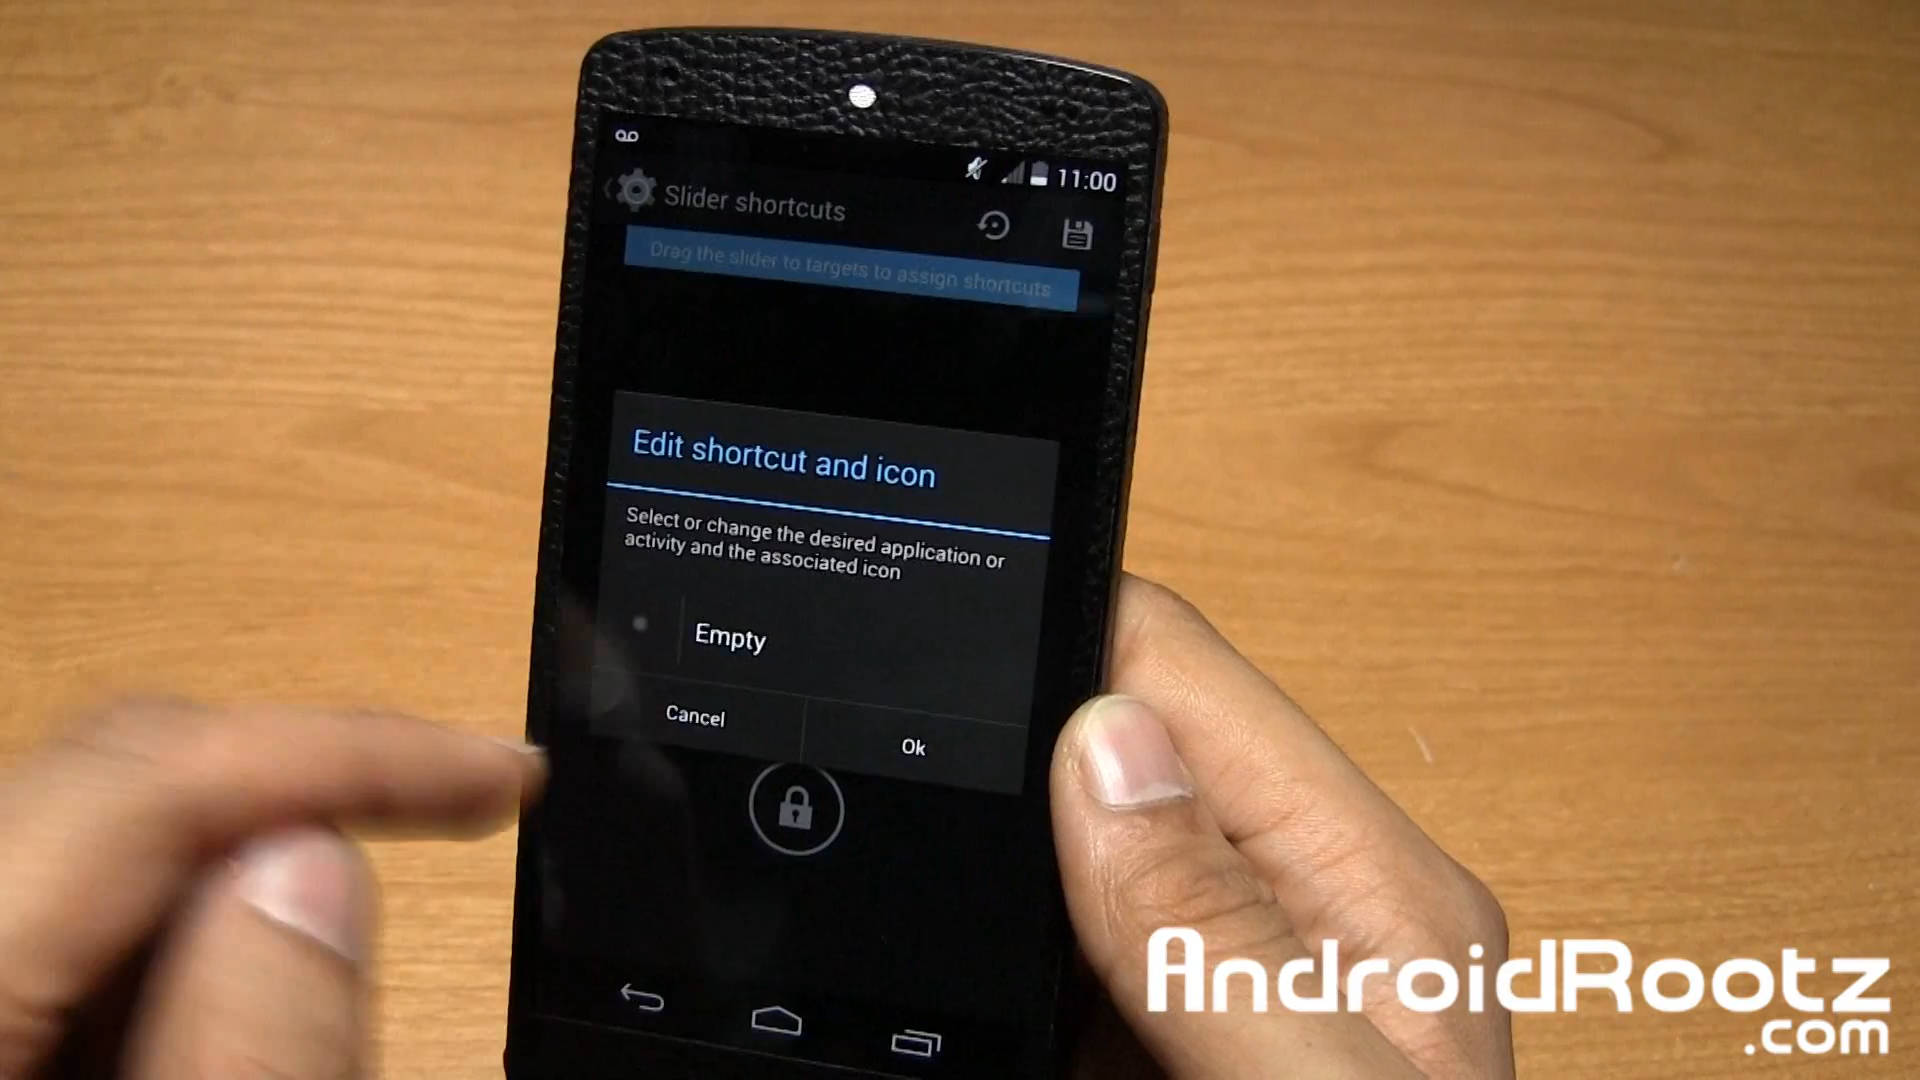 11:00
Slider shortcuts
Drag the slider to targets to assign shortcuts
Edit shortcut and icon
Select or change the desired application or
activity and the associated icon
Empty
Cancel
Ok
AndroidRootz
.com